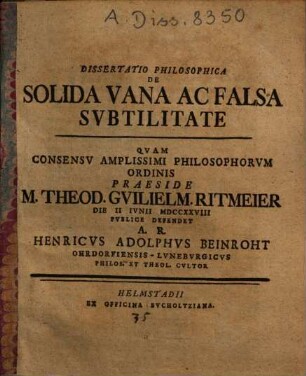 A Diss. 8350
DISSERTATIO PHILOSOPHICA
DE
SOLIDA VANA AC FALSA
SVBTILITATE
QVAM
CONSENSV AMPLISSIMI PHILOSOPHORVM
ORDINIS
PRAESIDE
M. THEOD. GVILIELM. RITMEIER
DIE II IVNII MDCCXXVIII
PVBLICE DEFENDET
A. R.
HENRICVS ADOLPHVS BEINROHT
OHRDORFIENSIS-LVNEBVRGICVS
PHILOS. ET THEOL. CVLTOR
HELMSTADII
EX OFFICINA BVCHOLTZIANA.
35